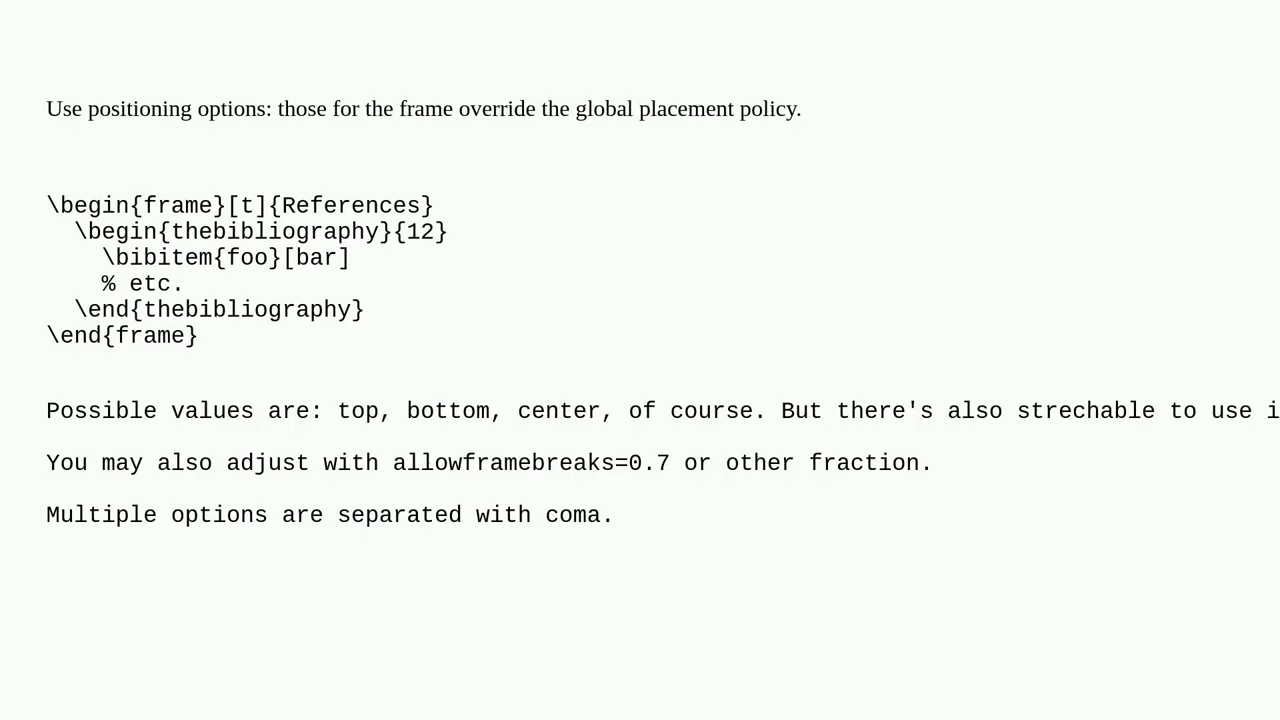 Use positioning options: those for the frame override the global placement policy.
\begin{frame}[t]{References}
  \begin{thebibliography}{12}
    \bibitem{foo}[bar]
    % etc.
  \end{thebibliography}
\end{frame}
Possible values are: top, bottom, center, of course. But there's also strechable to use
You may also adjust with allowframebreaks=0.7 or other fraction.
Multiple options are separated with coma.